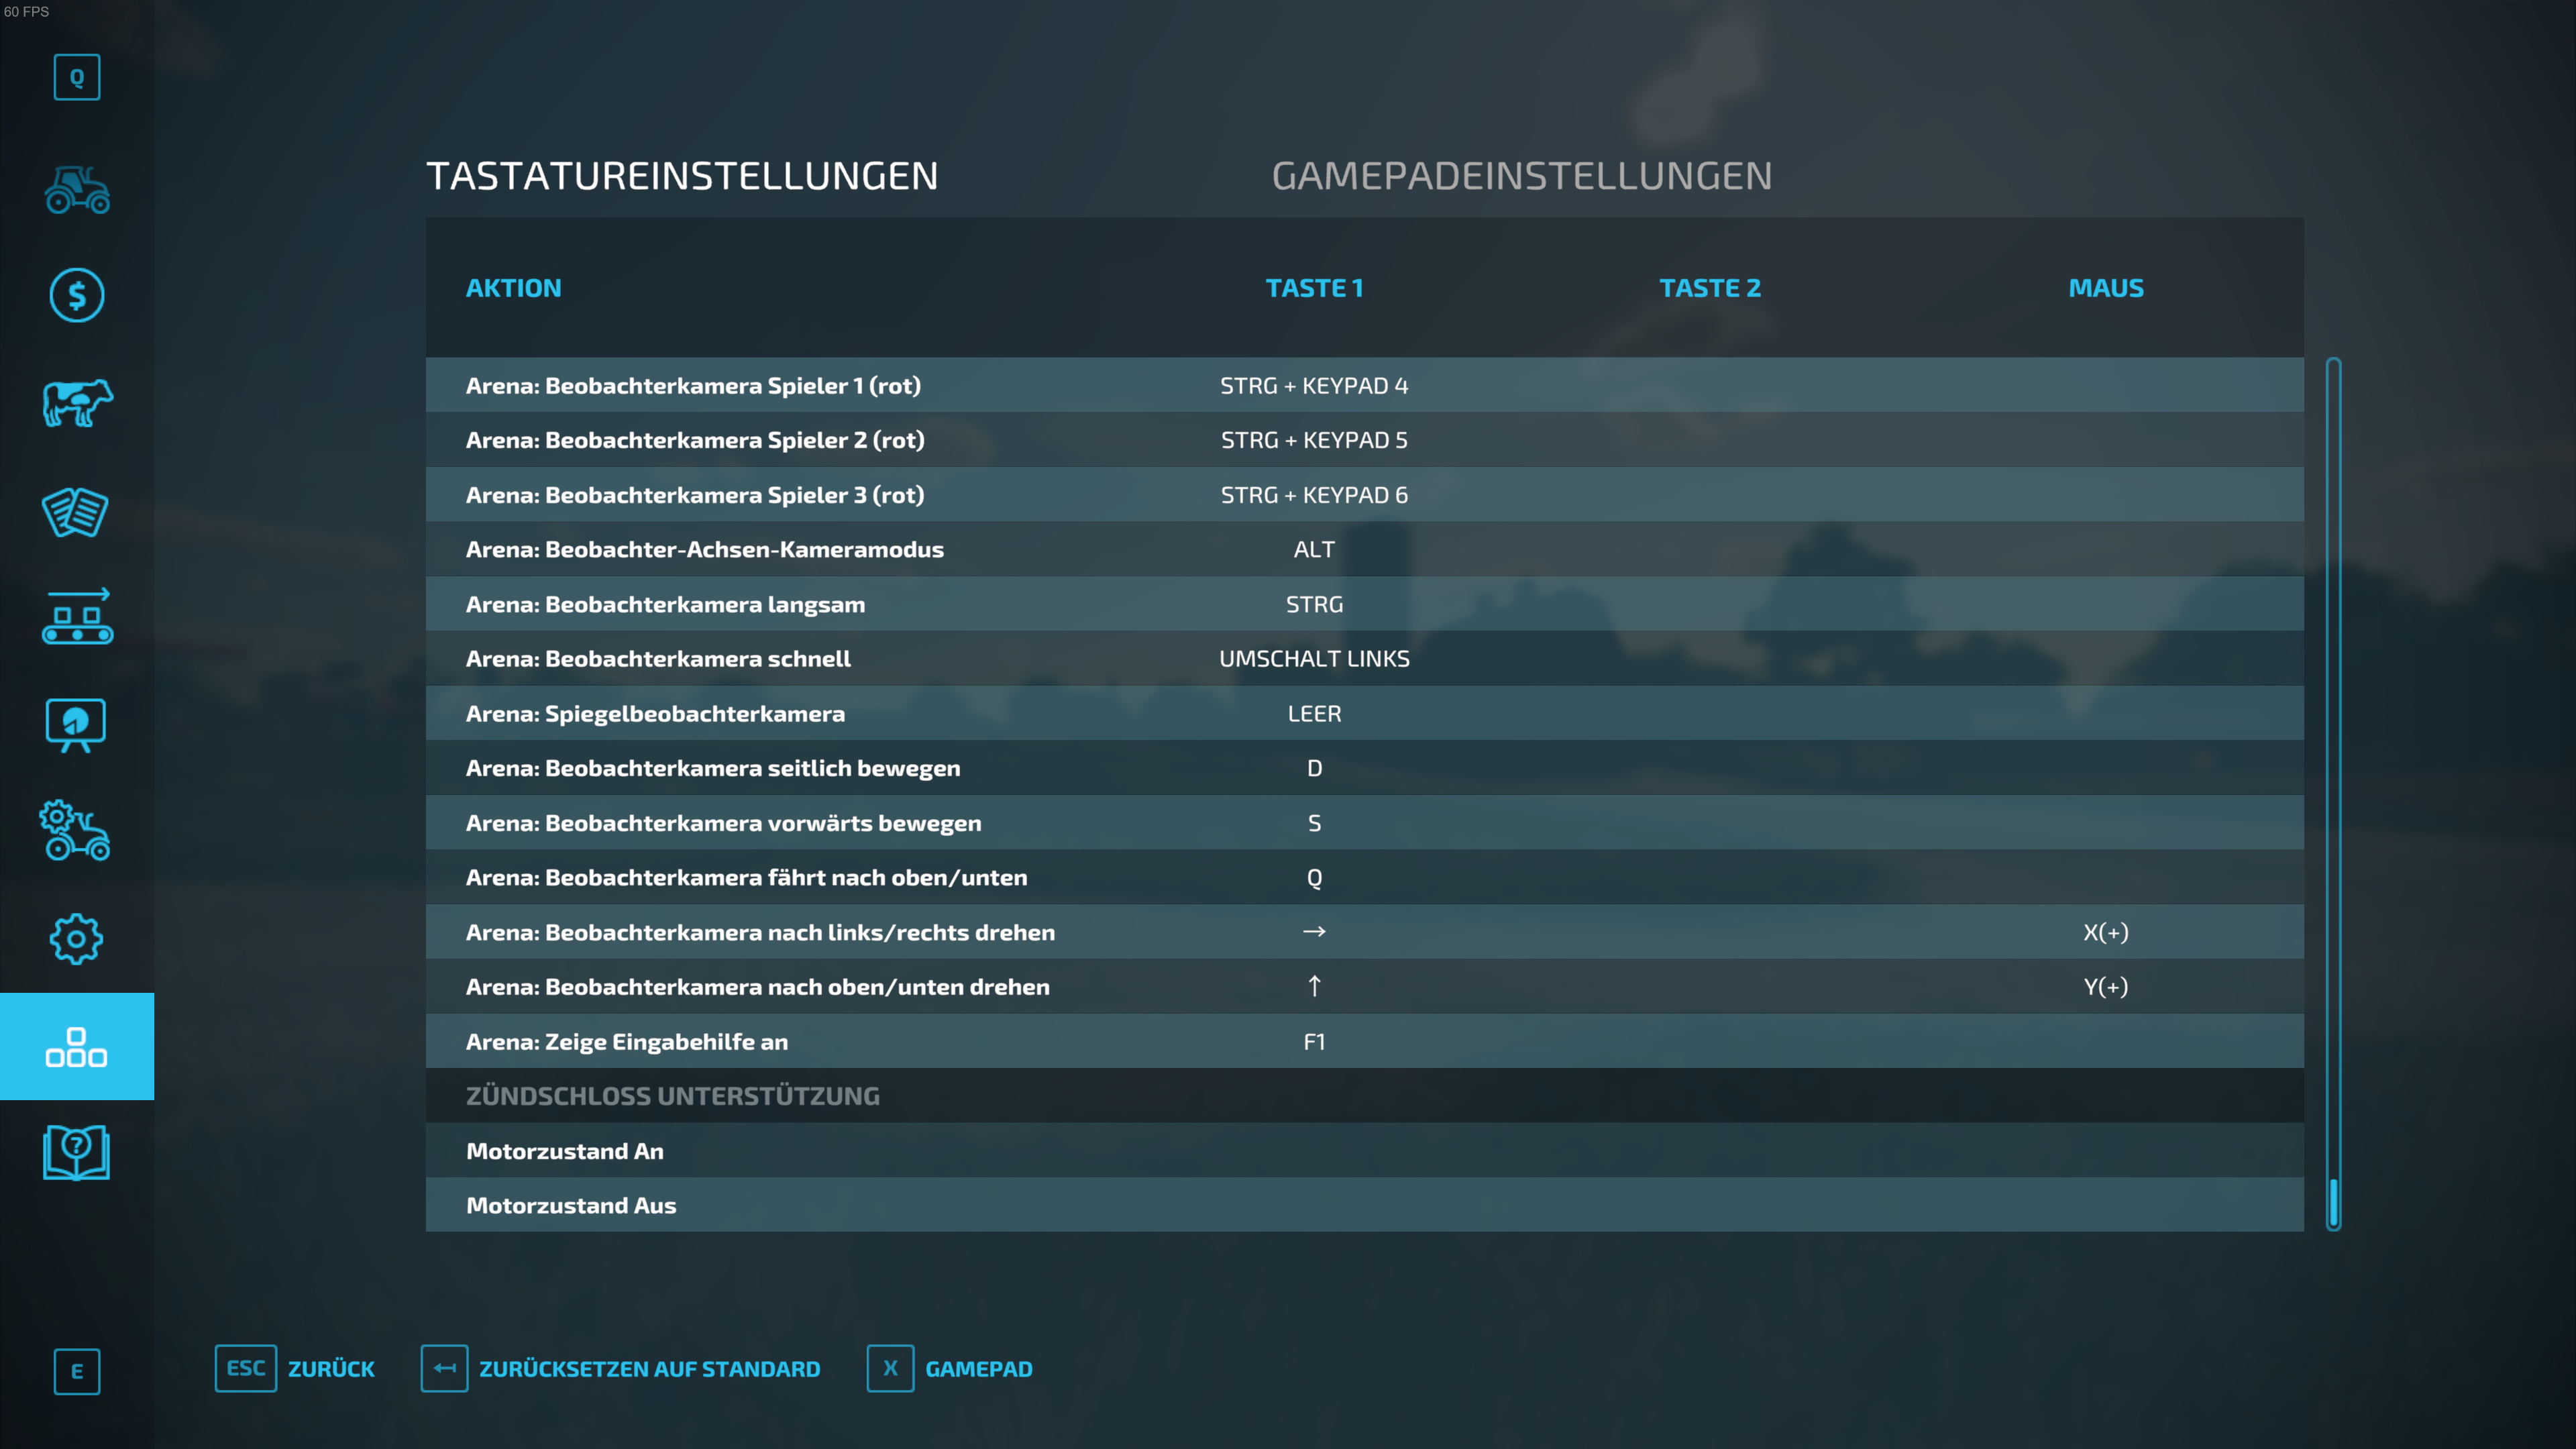 60 FPS
Q
TASTATUREINSTELLUNGEN GAMEPADEINSTELLUNGEN
AKTION TASTE 1 TASTE 2 MAUS
Arena: Beobachterkamera Spieler 1 (rot) STRG + KEYPAD 4
Arena: Beobachterkamera Spieler 2 (rot) STRG + KEYPAD 5
Arena: Beobachterkamera Spieler 3 (rot) STRG + KEYPAD 6
Arena: Beobachter-Achsen-Kameramodus ALT
Arena: Beobachterkamera langsam STRG
Arena: Beobachterkamera schnell UMSCHALT LINKS
Arena: Spiegelbeobachterkamera LEER
Arena: Beobachterkamera seitlich bewegen D
Arena: Beobachterkamera vorwärts bewegen S
Arena: Beobachterkamera fährt nach oben/unten Q
Arena: Beobachterkamera nach links/rechts drehen → X(+)
Arena: Beobachterkamera nach oben/unten drehen ↑ Y(+)
Arena: Zeige Eingabehilfe an F1
ZÜNDSCHLOSS UNTERSTÜTZUNG
Motorzustand An
Motorzustand Aus
E ESC ZURÜCK ZURÜCKSETZEN AUF STANDARD X GAMEPAD